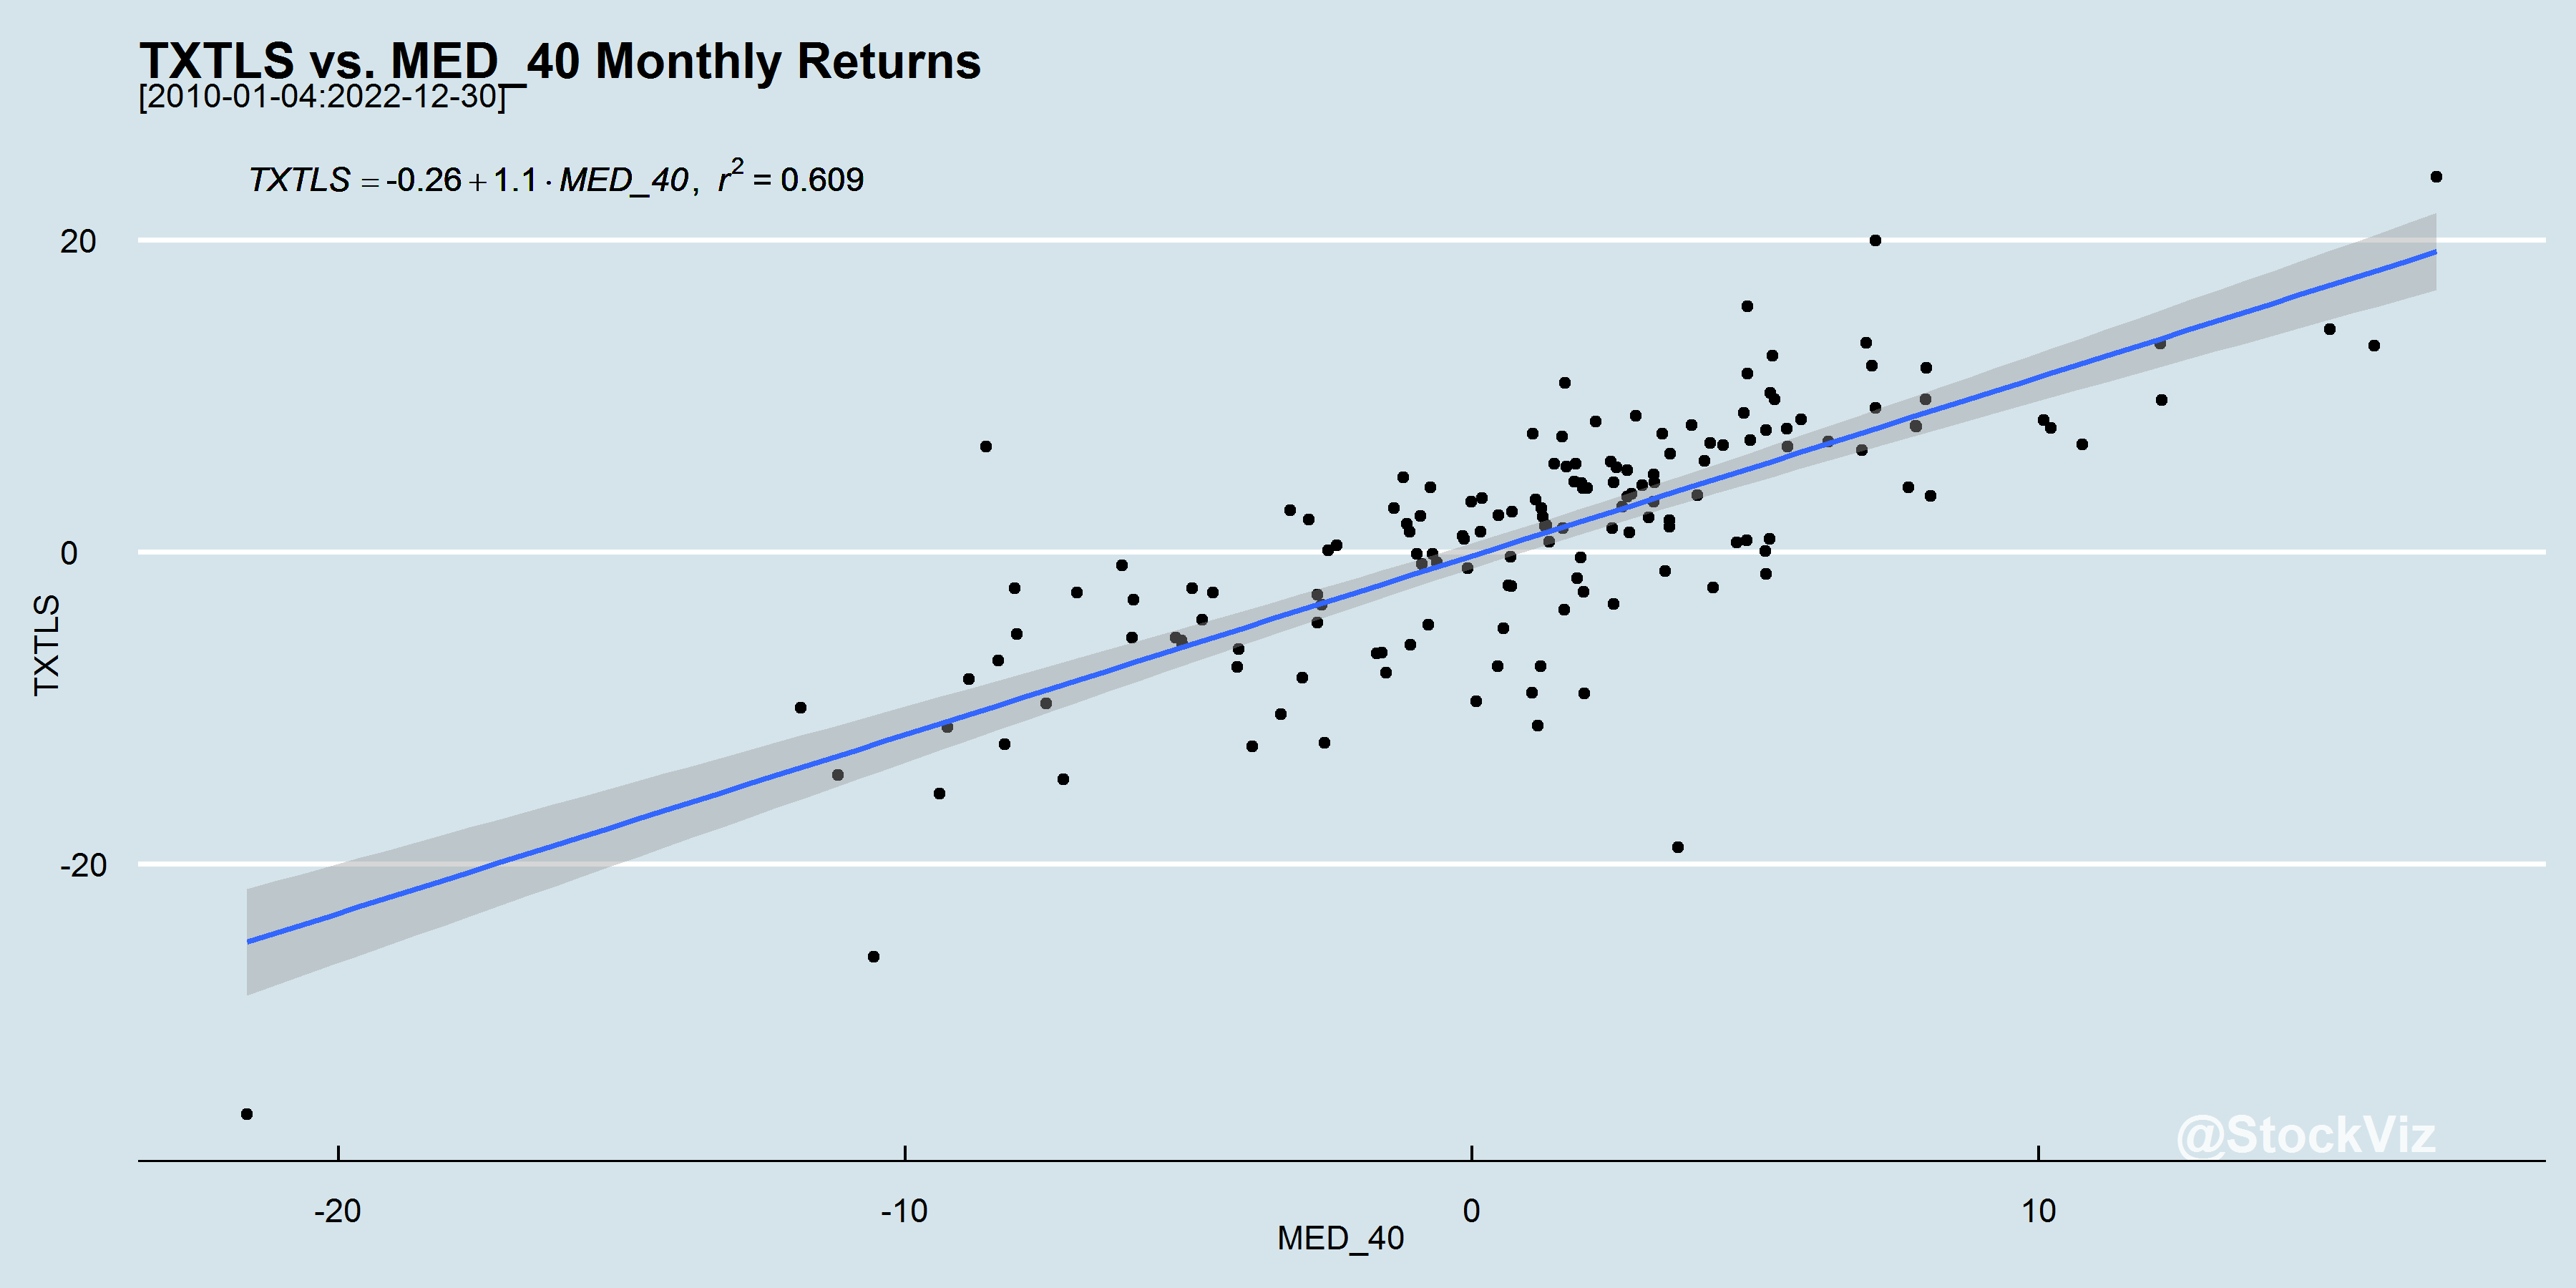 TXTLS vs. MED_40 Monthly Returns
[2010-01-04:2022-12-30]
TXTLS = -0.26 + 1.1 · MED_40, r² = 0.609
20
0
-20
TXTLS
-20 -10 0 10
MED_40
@StockViz